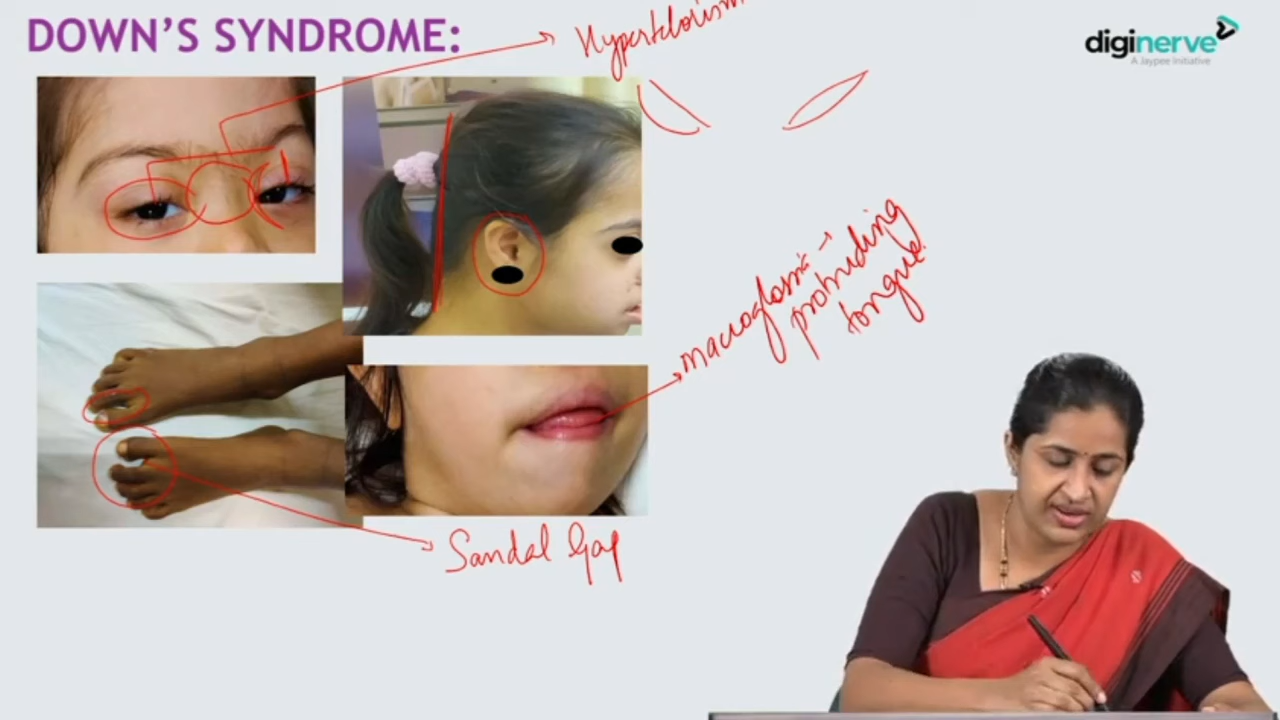 DOWN'S SYNDROME:
Hypertelorism
diginerve
A Jaypee Initiative
macroglossia →
protruding
tongue
Sandal Gap